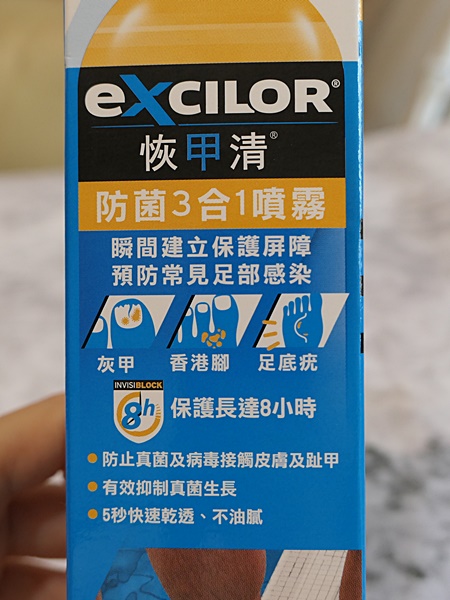 eXCILOR®
恢甲清®
防菌3合1噴霧
瞬間建立保護屏障
預防常見足部感染
灰甲 香港腳 足底疣
INVISIBLOCK
8h 保護長達8小時
防止真菌及病毒接觸皮膚及趾甲
有效抑制真菌生長
5秒快速乾透、不油膩